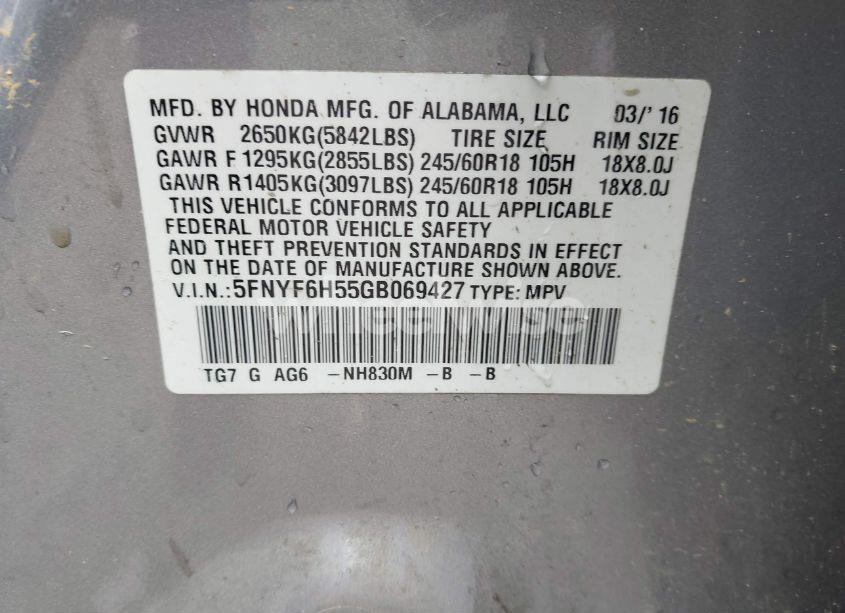 MFD. BY HONDA MFG. OF ALABAMA, LLC 03/'16
GVWR 2650KG(5842LBS) TIRE SIZE RIM SIZE
GAWR F 1295KG(2855LBS) 245/60R18 105H 18X8.0J
GAWR R1405KG(3097LBS) 245/60R18 105H 18X8.0J
THIS VEHICLE CONFORMS TO ALL APPLICABLE
FEDERAL MOTOR VEHICLE SAFETY
AND THEFT PREVENTION STANDARDS IN EFFECT
ON THE DATE OF MANUFACTURE SHOWN ABOVE.
V.I.N.:5FNYF6H55GB069427 TYPE: MPV
wheelwise
TG7 G AG6 -NH830M -B -B